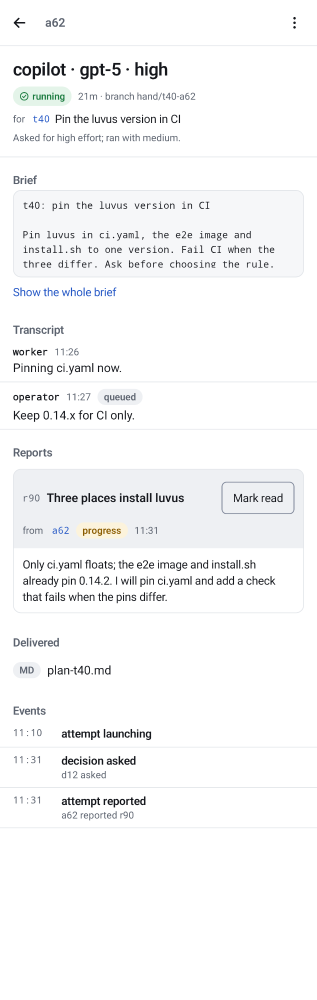 a62
copilot · gpt-5 · high
running 21m · branch hand/t40-a62
for t40 Pin the luvus version in CI
Asked for high effort; ran with medium.
Brief
t40: pin the luvus version in CI
Pin luvus in ci.yaml, the e2e image and
install.sh to one version. Fail CI when the
three differ. Ask before choosing the rule.
Show the whole brief
Transcript
worker 11:26
Pinning ci.yaml now.
operator 11:27 queued
Keep 0.14.x for CI only.
Reports
r90 Three places install luvus Mark read
from a62 progress 11:31
Only ci.yaml floats; the e2e image and install.sh
already pin 0.14.2. I will pin ci.yaml and add a check
that fails when the pins differ.
Delivered
MD plan-t40.md
Events
11:10 attempt launching
11:31 decision asked
d12 asked
11:31 attempt reported
a62 reported r90